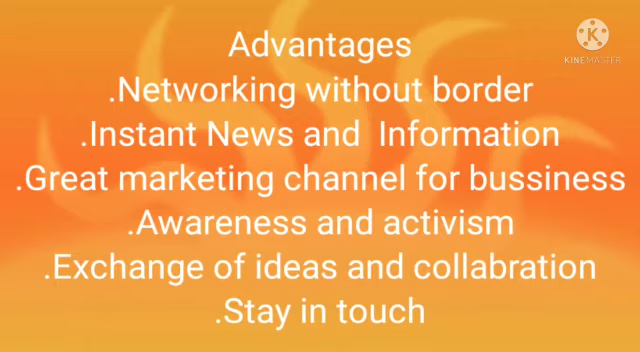 Advantages
K
KINEMASTER
.Networking without border
.Instant News and  Information
.Great marketing channel for bussiness
.Awareness and activism
.Exchange of ideas and collabration
.Stay in touch